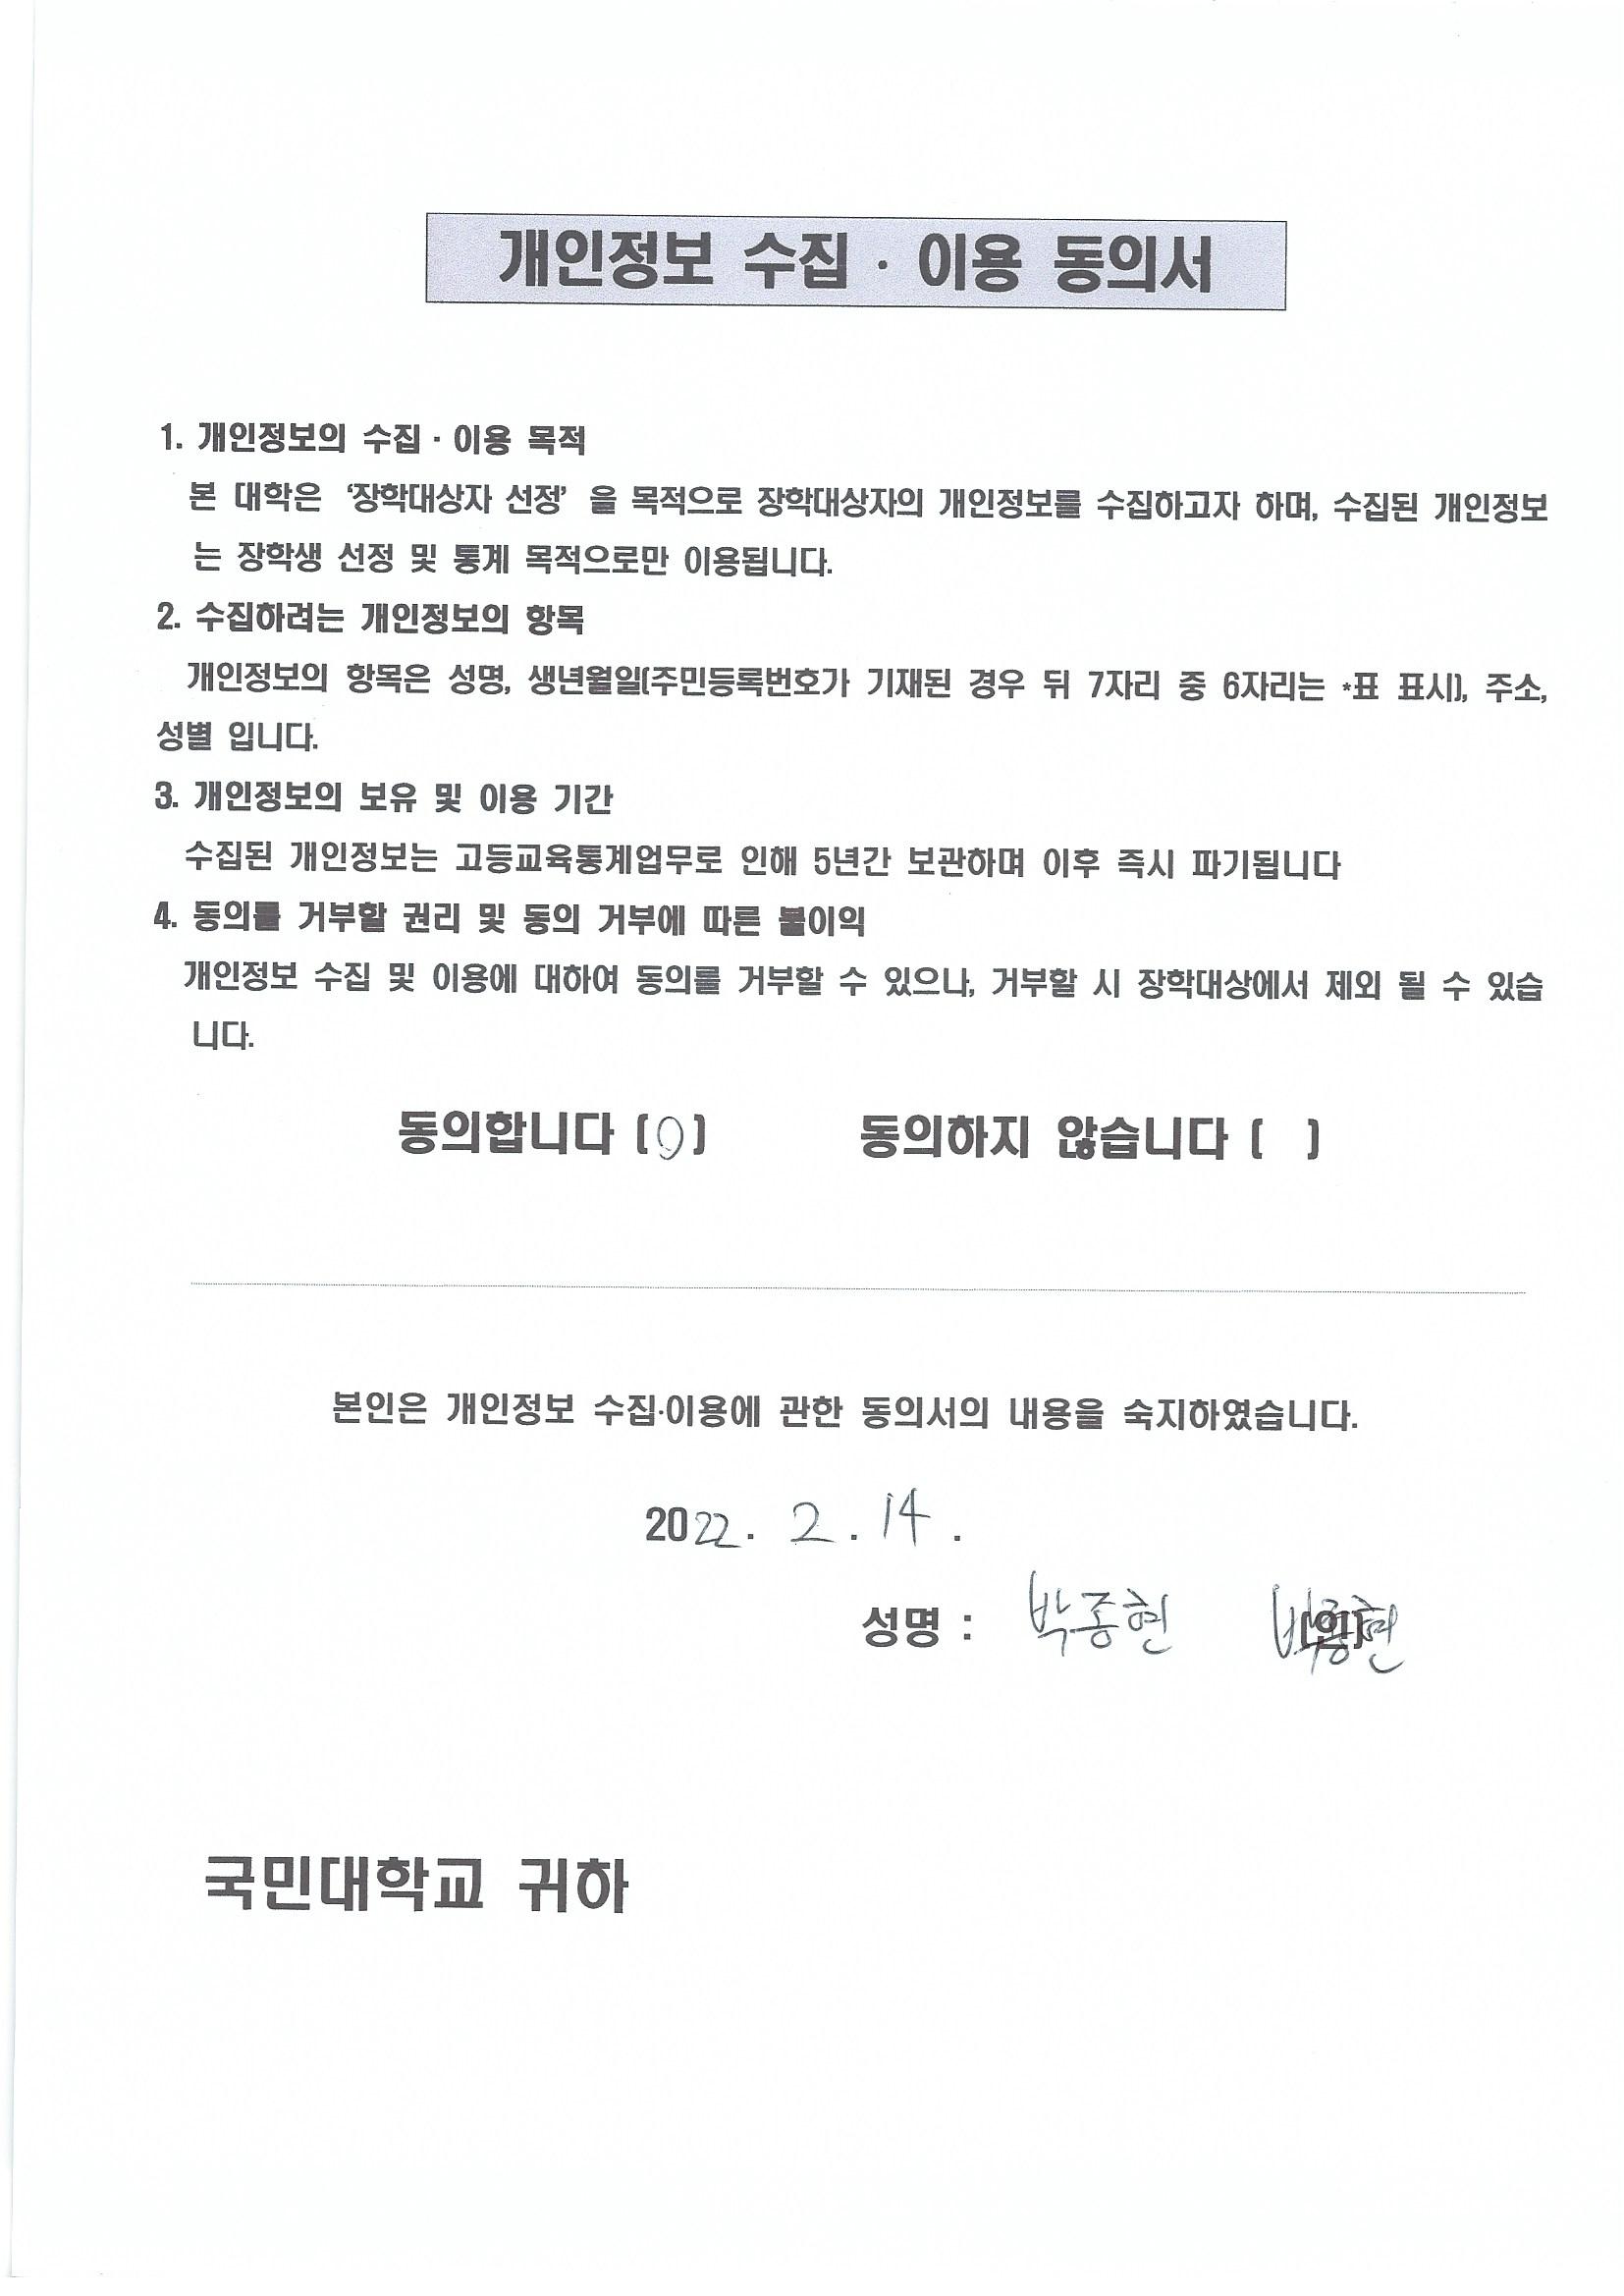 개인정보 수집 · 이용 동의서
1. 개인정보의 수집 · 이용 목적
본 대학은 ‘장학대상자 선정’ 을 목적으로 장학대상자의 개인정보를 수집하고자 하며, 수집된 개인정보
는 장학생 선정 및 통계 목적으로만 이용됩니다.
2. 수집하려는 개인정보의 항목
개인정보의 항목은 성명, 생년월일(주민등록번호가 기재된 경우 뒤 7자리 중 6자리는 *표 표시), 주소,
성별 입니다.
3. 개인정보의 보유 및 이용 기간
수집된 개인정보는 고등교육통계업무로 인해 5년간 보관하며 이후 즉시 파기됩니다
4. 동의를 거부할 권리 및 동의 거부에 따른 불이익
개인정보 수집 및 이용에 대하여 동의를 거부할 수 있으나, 거부할 시 장학대상에서 제외 될 수 있습
니다.
동의합니다 (O) 동의하지 않습니다 ( )
본인은 개인정보 수집·이용에 관한 동의서의 내용을 숙지하였습니다.
2022. 2. 14.
성명 : 박종현 박종현 (인)
국민대학교 귀하